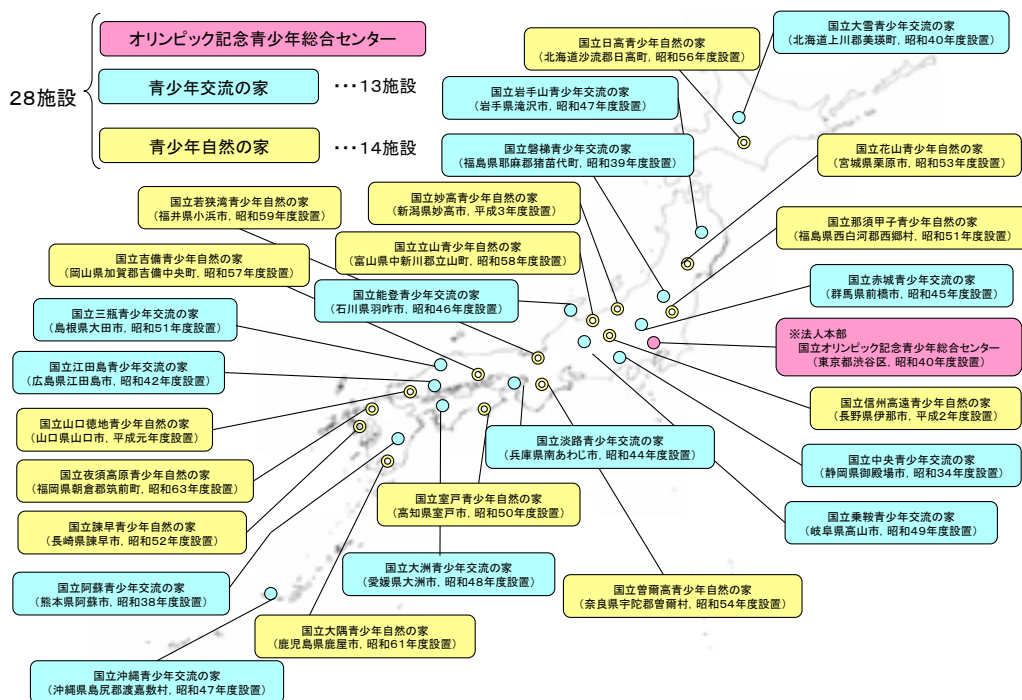 28施設
オリンピック記念青少年総合センター
青少年交流の家
･･･13施設
青少年自然の家
･･･14施設
国立大雪青少年交流の家
(北海道上川郡美瑛町，昭和40年度設置)
国立日高青少年自然の家
(北海道沙流郡日高町，昭和56年度設置)
国立岩手山青少年交流の家
(岩手県滝沢市，昭和47年度設置)
国立磐梯青少年交流の家
(福島県耶麻郡猪苗代町，昭和39年度設置)
国立花山青少年自然の家
(宮城県栗原市，昭和53年度設置)
国立若狭湾青少年自然の家
(福井県小浜市，昭和59年度設置)
国立妙高青少年自然の家
(新潟県妙高市，平成3年度設置)
国立那須甲子青少年自然の家
(福島県西白河郡西郷村，昭和51年度設置)
国立吉備青少年自然の家
(岡山県加賀郡吉備中央町，昭和57年度設置)
国立立山青少年自然の家
(富山県中新川郡立山町，昭和58年度設置)
国立能登青少年交流の家
(石川県羽咋市，昭和46年度設置)
国立赤城青少年交流の家
(群馬県前橋市，昭和45年度設置)
国立三瓶青少年交流の家
(島根県大田市，昭和51年度設置)
※法人本部
国立オリンピック記念青少年総合センター
(東京都渋谷区，昭和40年度設置)
国立江田島青少年交流の家
(広島県江田島市，昭和42年度設置)
国立信州高遠青少年自然の家
(長野県伊那市，平成2年度設置)
国立山口徳地青少年自然の家
(山口県山口市，平成元年度設置)
国立淡路青少年交流の家
(兵庫県南あわじ市，昭和44年度設置)
国立中央青少年交流の家
(静岡県御殿場市，昭和34年度設置)
国立夜須高原青少年自然の家
(福岡県朝倉郡筑前町，昭和63年度設置)
国立室戸青少年自然の家
(高知県室戸市，昭和50年度設置)
国立乗鞍青少年交流の家
(岐阜県高山市，昭和49年度設置)
国立諫早青少年自然の家
(長崎県諫早市，昭和52年度設置)
国立大洲青少年交流の家
(愛媛県大洲市，昭和48年度設置)
国立阿蘇青少年交流の家
(熊本県阿蘇市，昭和38年度設置)
国立曽爾高青少年自然の家
(奈良県宇陀郡曽爾村，昭和54年度設置)
国立大隅青少年自然の家
(鹿児島県鹿屋市，昭和61年度設置)
国立沖縄青少年交流の家
(沖縄県島尻郡渡嘉敷村，昭和47年度設置)